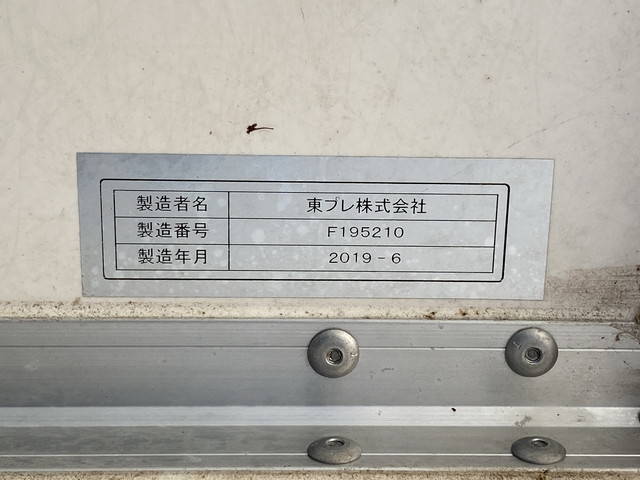 製造者名 東プレ株式会社
製造番号 F195210
製造年月 2019-6